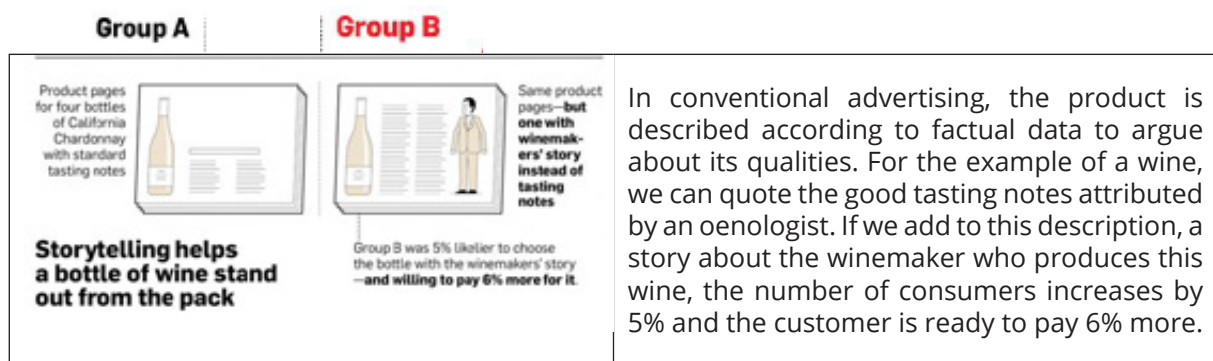 Group A
Group B
Product pages
for four bottles
of California
Chardonnay
with standard
tasting notes
Same product
pages—but
one with
winemak-
ers' story
instead of
tasting
notes
Storytelling helps
a bottle of wine stand
out from the pack
Group B was 5% likelier to choose
the bottle with the winemakers' story
—and willing to pay 6% more for it.
In conventional advertising, the product is
described according to factual data to argue
about its qualities. For the example of a wine,
we can quote the good tasting notes attributed
by an oenologist. If we add to this description, a
story about the winemaker who produces this
wine, the number of consumers increases by
5% and the customer is ready to pay 6% more.